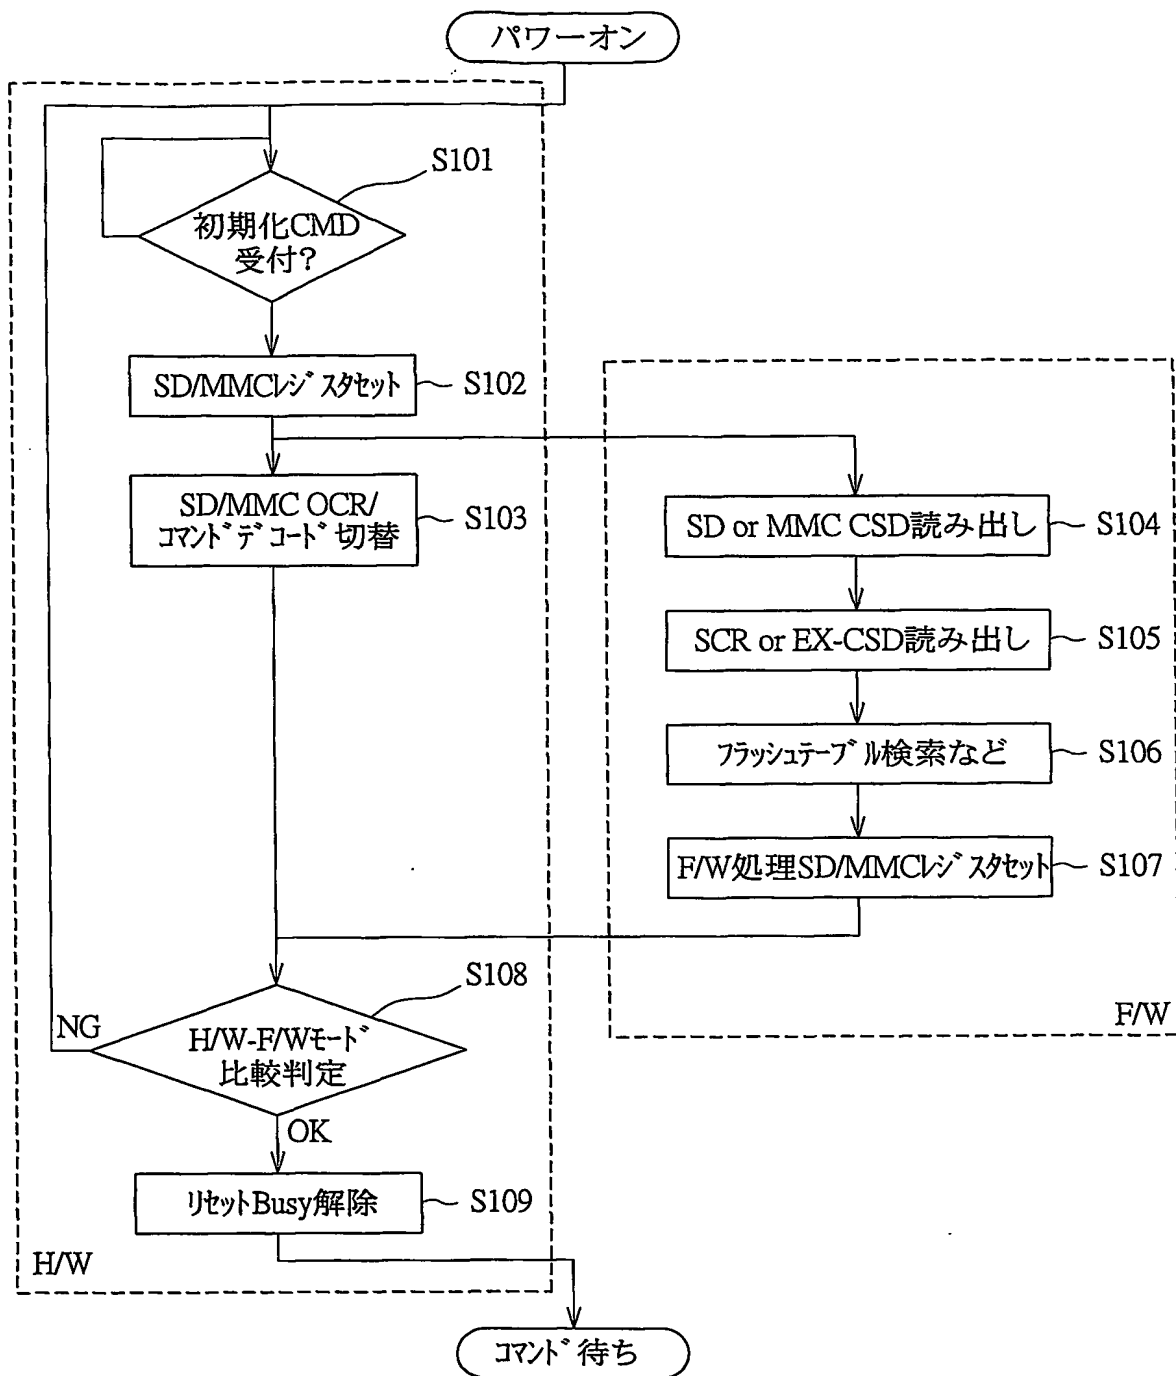 パワーオン
S101
初期化CMD
受付?
SD/MMCレジスタセット
S102
SD/MMC OCR/
コマンドデコード切替
S103
SD or MMC CSD読み出し
S104
SCR or EX-CSD読み出し
S105
フラッシュテーブル検索など
S106
F/W処理SD/MMCレジスタセット
S107
F/W
S108
NG
H/W-F/Wモード
比較判定
OK
リセットBusy解除
S109
H/W
コマンド待ち